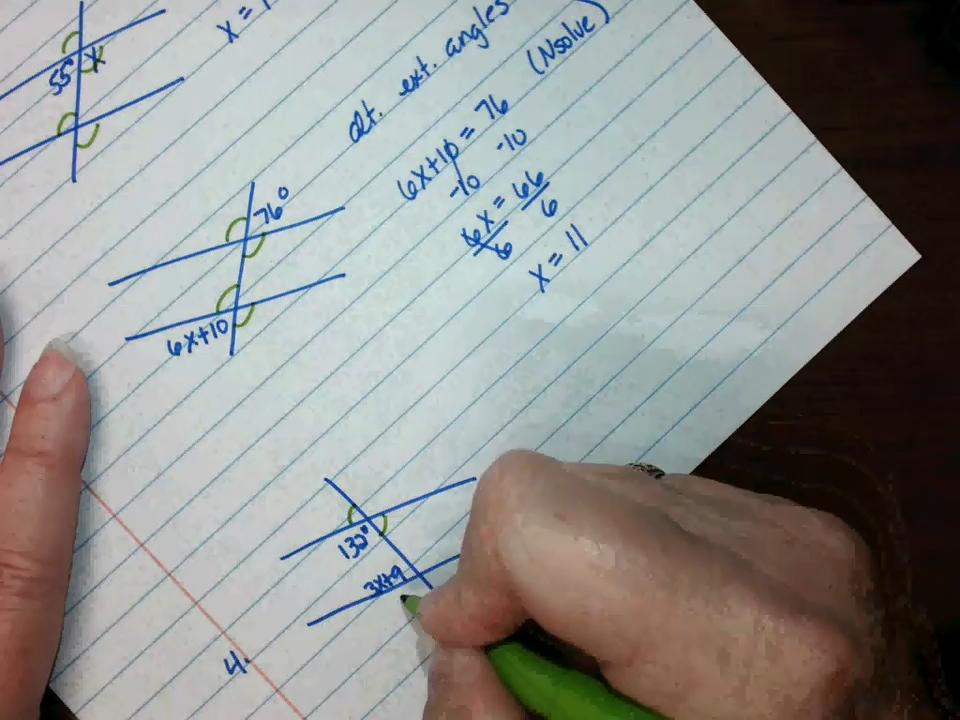 55° x
x = 1
alt. ext. angles
(Nsolve)
76°
6x+10
6x+10 = 76
-10 -10
6x = 66
6 6
x = 11
3x+9
4.